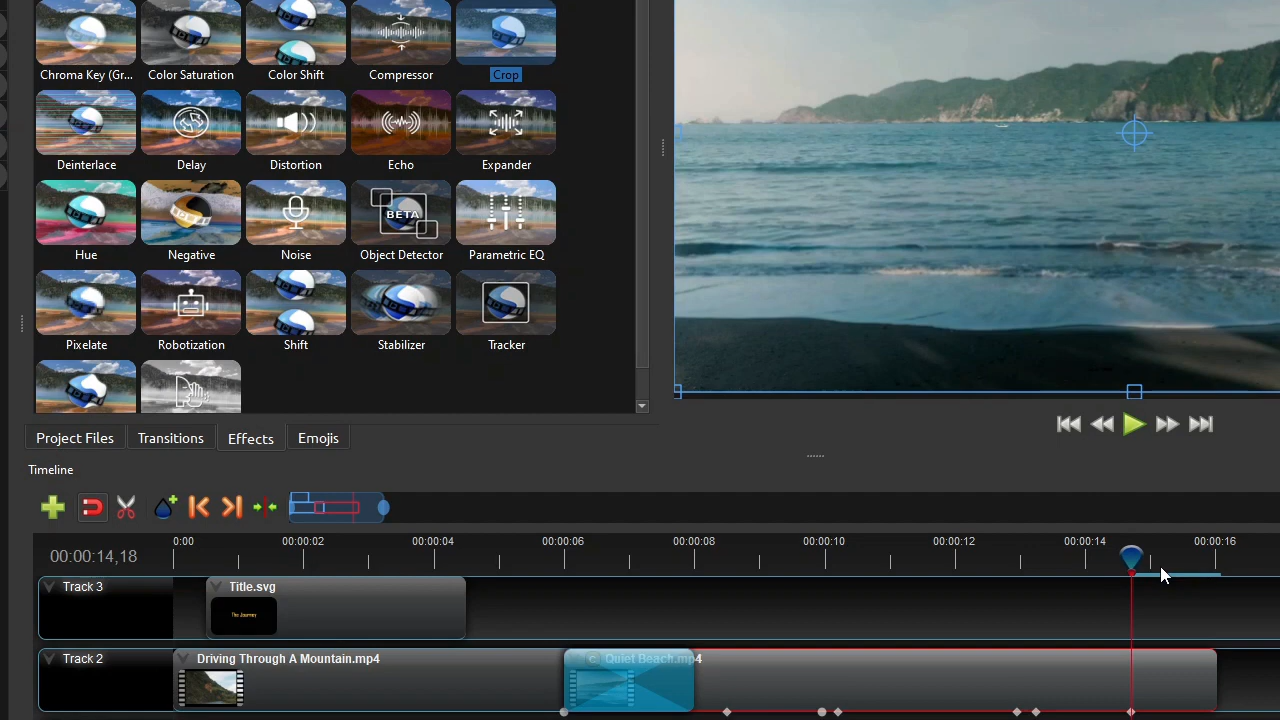 Chroma Key (Gr...
Color Saturation
Color Shift
Compressor
Crop
Deinterlace
Delay
Distortion
Echo
Expander
Hue
Negative
Noise
BETA
Object Detector
Parametric EQ
Pixelate
Robotization
Shift
Stabilizer
Tracker
Project Files
Transitions
Effects
Emojis
Timeline
00:00:14,18
0:00
00:00:02
00:00:04
00:00:06
00:00:08
00:00:10
00:00:12
00:00:14
00:00:16
Track 3
Title.svg
The Journey
Track 2
Driving Through A Mountain.mp4
C
Quiet Beach.mp4